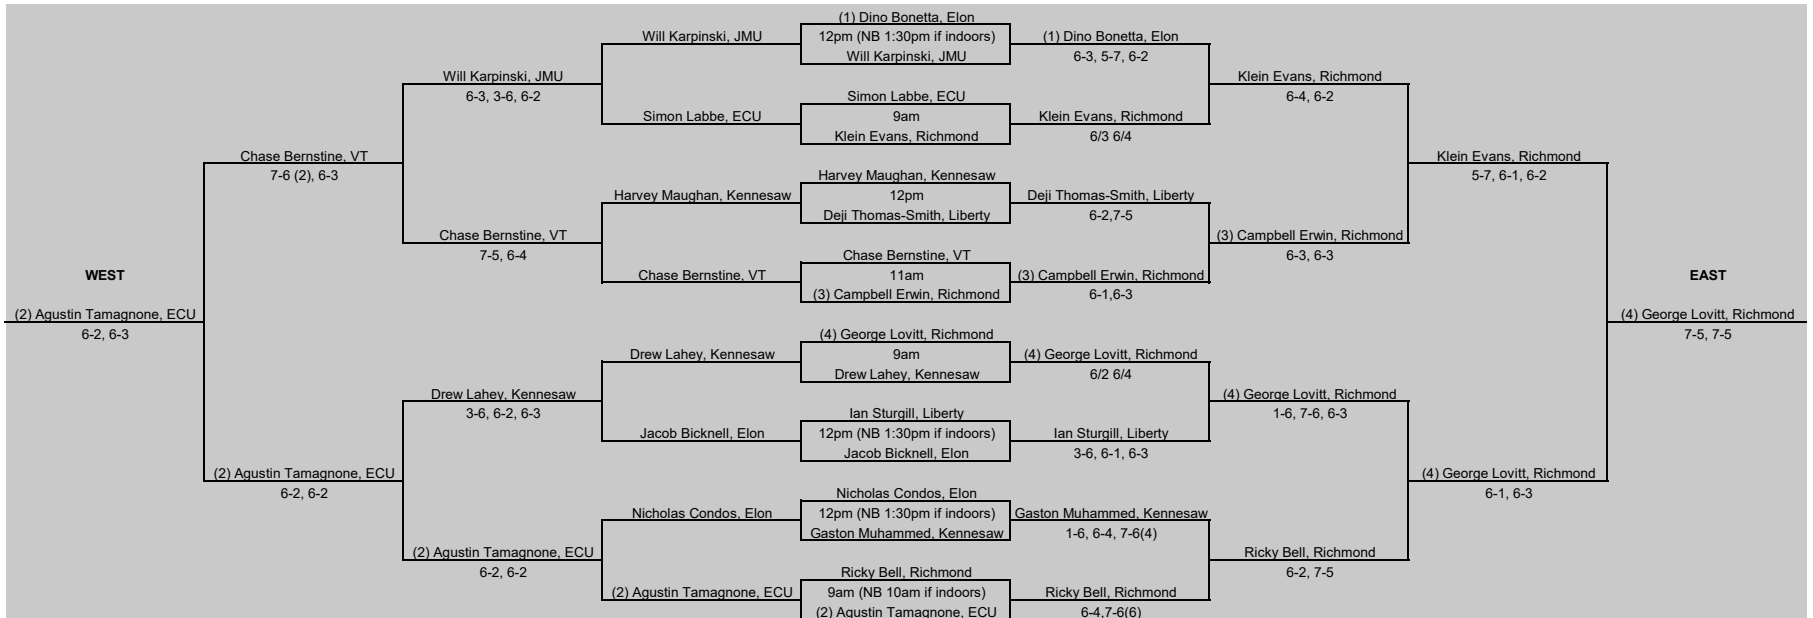 (1) Dino Bonetta, Elon
Will Karpinski, JMU 12pm (NB 1:30pm if indoors) (1) Dino Bonetta, Elon
Will Karpinski, JMU 6-3, 5-7, 6-2
Will Karpinski, JMU Klein Evans, Richmond
6-3, 3-6, 6-2 Simon Labbe, ECU 6-4, 6-2
Simon Labbe, ECU 9am Klein Evans, Richmond
Klein Evans, Richmond 6/3 6/4
Chase Bernstine, VT Klein Evans, Richmond
7-6 (2), 6-3 Harvey Maughan, Kennesaw 5-7, 6-1, 6-2
Harvey Maughan, Kennesaw 12pm Deji Thomas-Smith, Liberty
Deji Thomas-Smith, Liberty 6-2,7-5
Chase Bernstine, VT (3) Campbell Erwin, Richmond
7-5, 6-4 Chase Bernstine, VT 6-3, 6-3
WEST Chase Bernstine, VT 11am (3) Campbell Erwin, Richmond EAST
(3) Campbell Erwin, Richmond 6-1,6-3
(2) Agustin Tamagnone, ECU (4) George Lovitt, Richmond
6-2, 6-3 (4) George Lovitt, Richmond 7-5, 7-5
Drew Lahey, Kennesaw 9am (4) George Lovitt, Richmond
Drew Lahey, Kennesaw 6/2 6/4
Drew Lahey, Kennesaw (4) George Lovitt, Richmond
3-6, 6-2, 6-3 Ian Sturgill, Liberty 1-6, 7-6, 6-3
Jacob Bicknell, Elon 12pm (NB 1:30pm if indoors) Ian Sturgill, Liberty
Jacob Bicknell, Elon 3-6, 6-1, 6-3
(2) Agustin Tamagnone, ECU (4) George Lovitt, Richmond
6-2, 6-2 Nicholas Condos, Elon 6-1, 6-3
Nicholas Condos, Elon 12pm (NB 1:30pm if indoors) Gaston Muhammed, Kennesaw
Gaston Muhammed, Kennesaw 1-6, 6-4, 7-6(4)
(2) Agustin Tamagnone, ECU Ricky Bell, Richmond
6-2, 6-2 Ricky Bell, Richmond 6-2, 7-5
(2) Agustin Tamagnone, ECU 9am (NB 10am if indoors) Ricky Bell, Richmond
(2) Agustin Tamagnone, ECU 6-4,7-6(6)